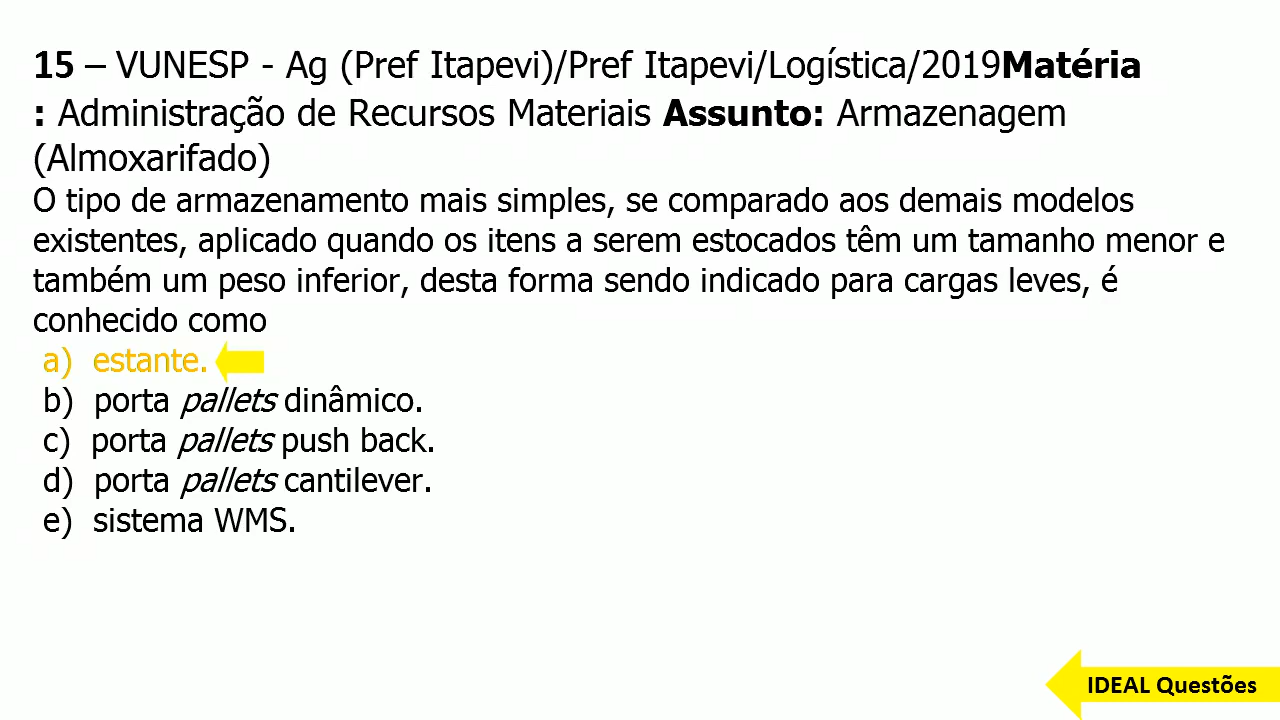 15 – VUNESP - Ag (Pref Itapevi)/Pref Itapevi/Logística/2019Matéria
: Administração de Recursos Materiais Assunto: Armazenagem
(Almoxarifado)
O tipo de armazenamento mais simples, se comparado aos demais modelos
existentes, aplicado quando os itens a serem estocados têm um tamanho menor e
também um peso inferior, desta forma sendo indicado para cargas leves, é
conhecido como
a) estante.
b) porta pallets dinâmico.
c) porta pallets push back.
d) porta pallets cantilever.
e) sistema WMS.
IDEAL Questões